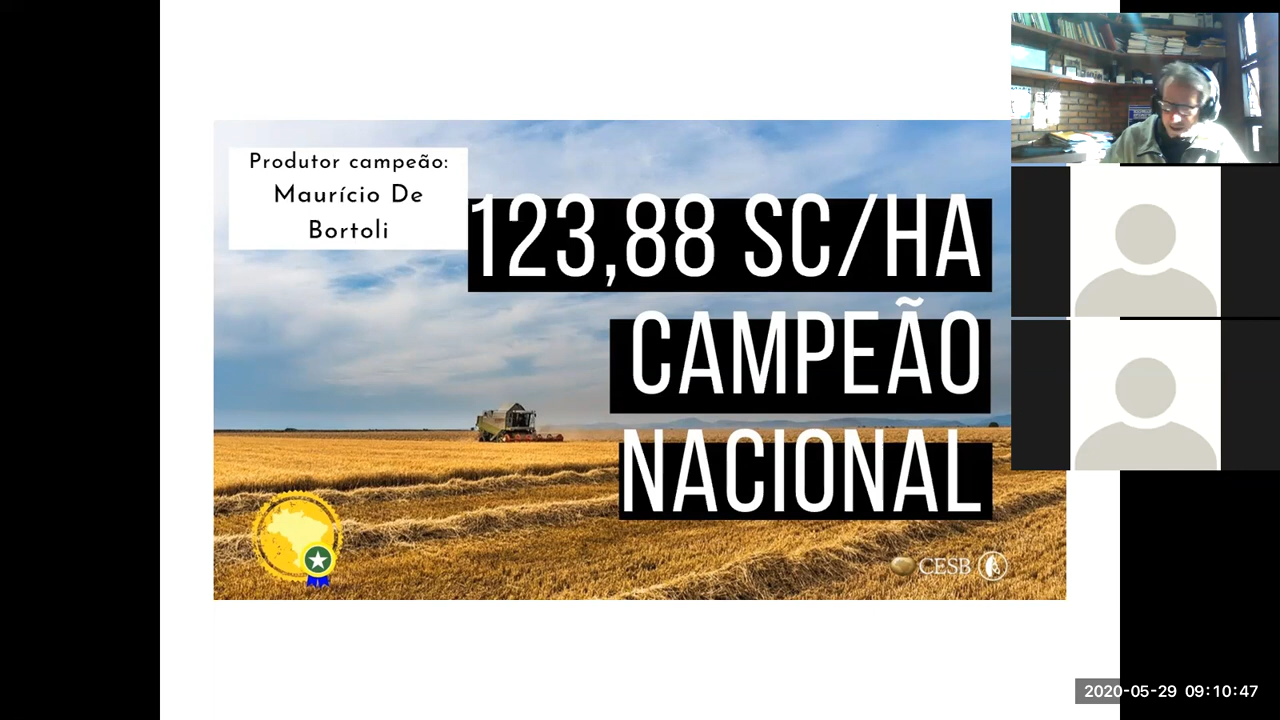 Produtor campeão:
Maurício De
Bortoli
123,88 SC/HA
CAMPEÃO
NACIONAL
CESB
2020-05-29 09:10:47